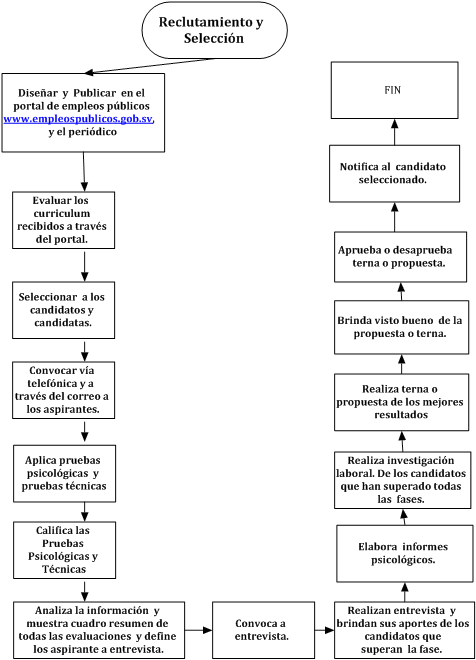 Reclutamiento y
Selección
Diseñar y Publicar en el
portal de empleos públicos
www.empleospublicos.gob.sv,
y el periódico
Evaluar los
curriculum
recibidos a través
del portal.
Seleccionar a los
candidatos y
candidatas.
Convocar vía
telefónica y a
través del correo a
los aspirantes.
Aplica pruebas
psicológicas y
pruebas técnicas
Califica las
Pruebas
Psicológicas y
Técnicas
Analiza la información y
muestra cuadro resumen de
todas las evaluaciones y define
los aspirante a entrevista.
Convoca a
entrevista.
Realizan entrevista y
brindan sus aportes de los
candidatos que
superan la fase.
Elabora informes
psicológicos.
Realiza investigación
laboral. De los candidatos
que han superado todas
las fases.
Realiza terna o
propuesta de los mejores
resultados
Brinda visto bueno de la
propuesta o terna.
Aprueba o desaprueba
terna o propuesta.
Notifica al candidato
seleccionado.
FIN